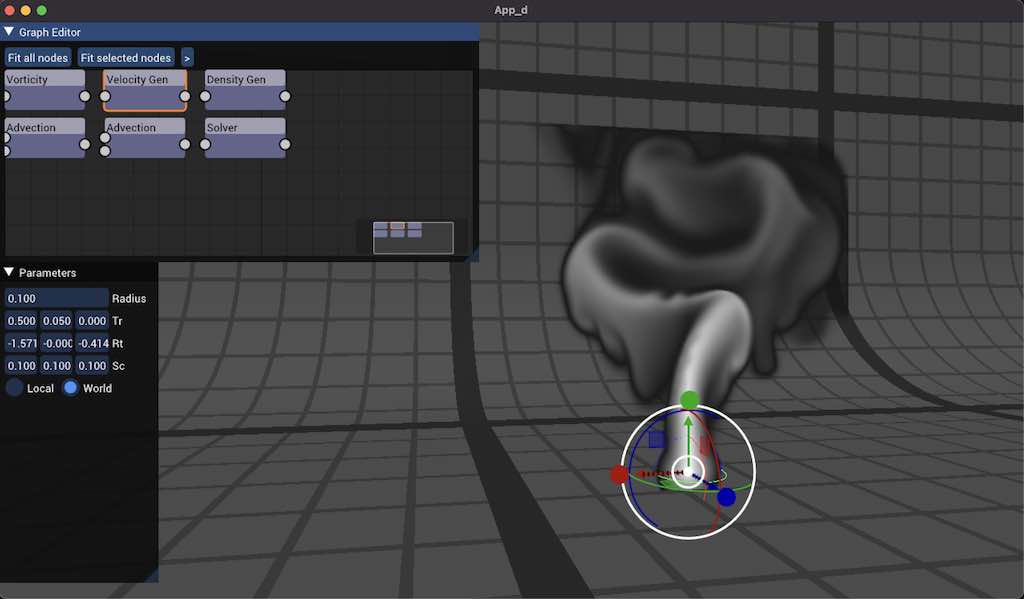 App_d
Graph Editor
Fit all nodes Fit selected nodes >
Vorticity Velocity Gen Density Gen
Advection Advection Solver
Parameters
0.100 Radius
0.500 0.050 0.000 Tr
-1.571 -0.000 -0.414 Rt
0.100 0.100 0.100 Sc
Local World